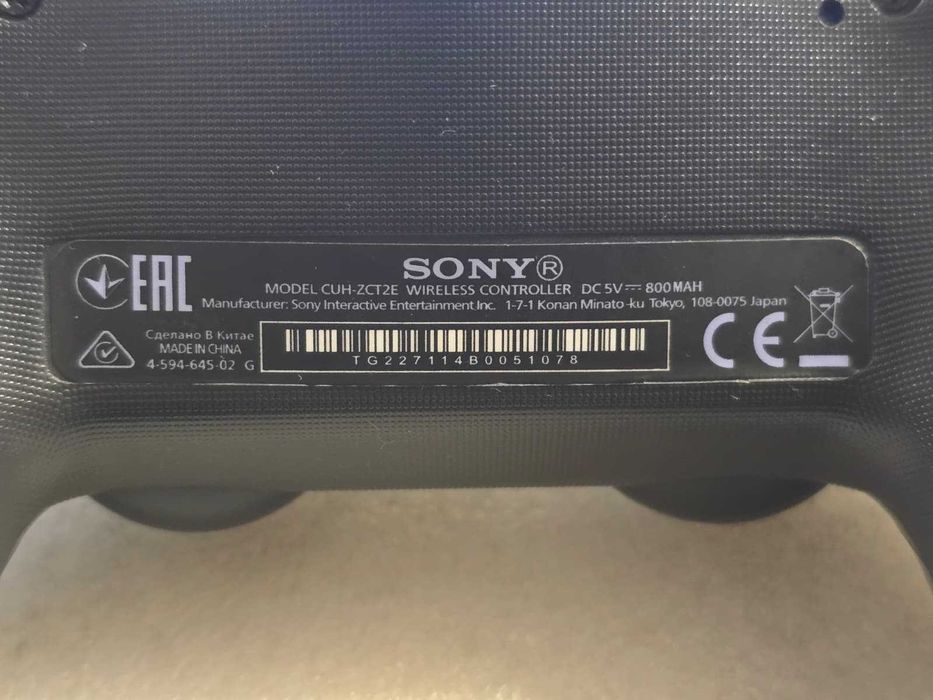 EAC
SONY®
MODEL CUH-ZCT2E WIRELESS CONTROLLER DC 5V⎓800MAH
Manufacturer: Sony Interactive Entertainment Inc. 1-7-1 Konan Minato-ku Tokyo, 108-0075 Japan
Сделано В Китае
MADE IN CHINA
4-594-645-02 G
TG227114B0051078
CE